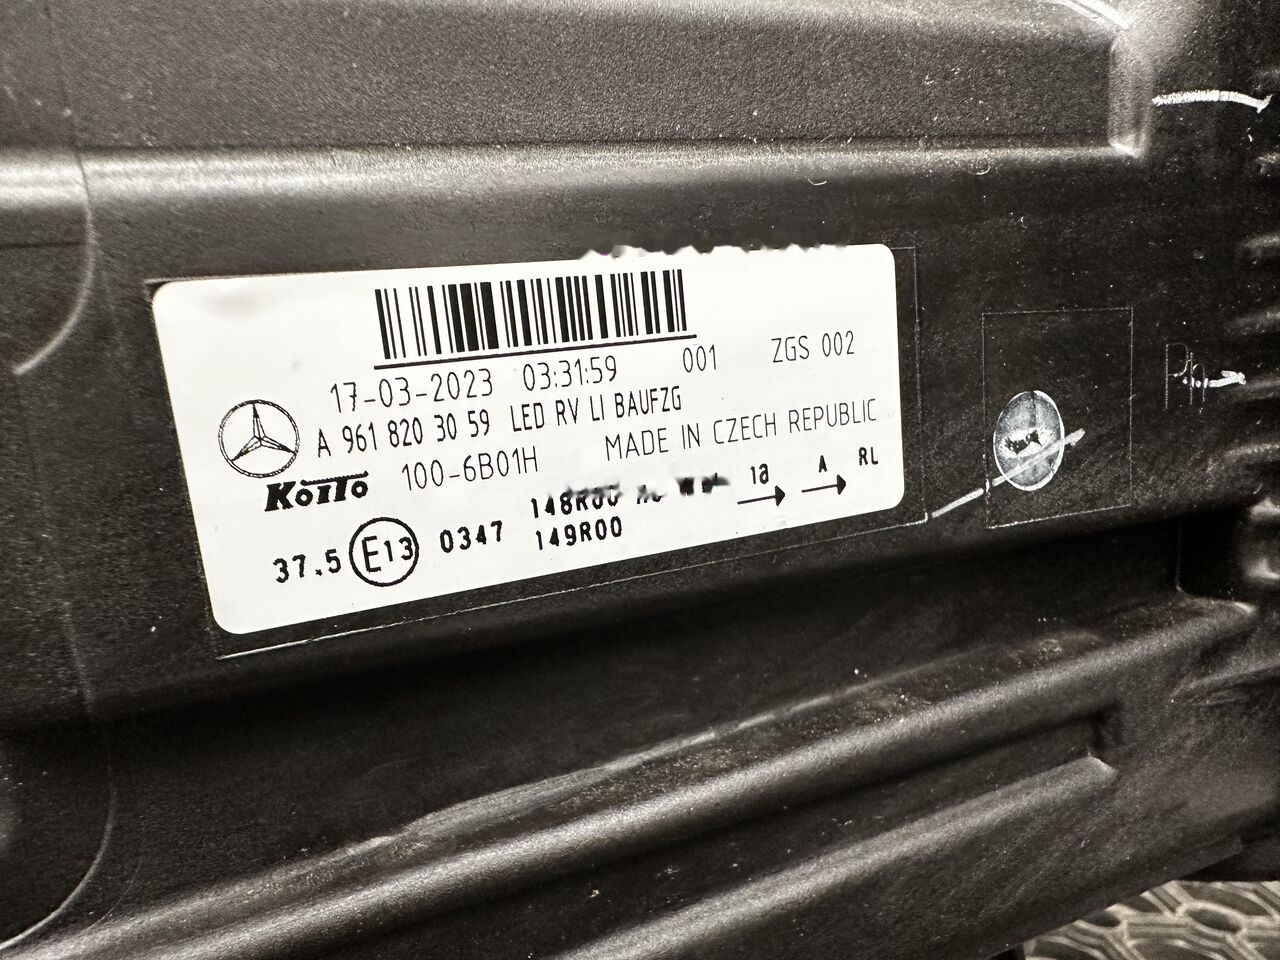 17-03-2023 03:31:59 001 ZGS 002
A 961 820 30 59 LED RV LI BAUFZG
KOITO 100-6B01H MADE IN CZECH REPUBLIC
148R00 1a A RL
37.5 E13 0347 149R00